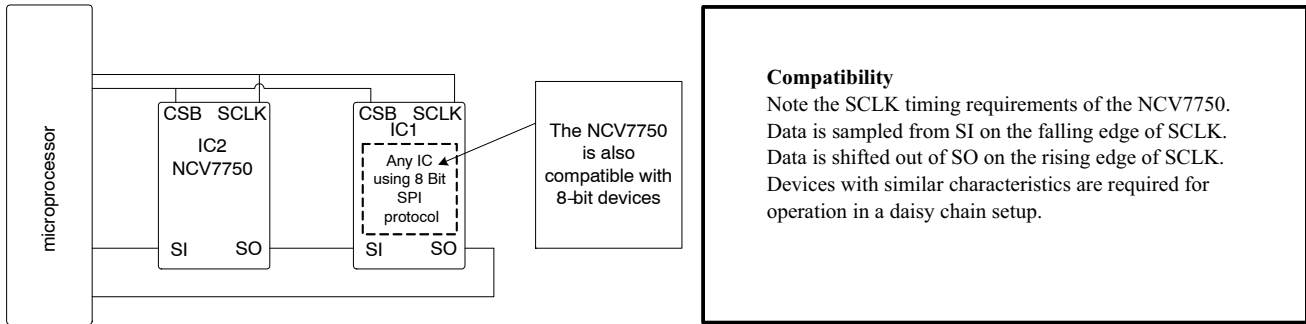 microprocessor
CSB SCLK
IC2
NCV7750
SI SO
CSB SCLK
IC1
Any IC
using 8 Bit
SPI
protocol
SI SO
The NCV7750
is also
compatible with
8−bit devices
Compatibility
Note the SCLK timing requirements of the NCV7750.
Data is sampled from SI on the falling edge of SCLK.
Data is shifted out of SO on the rising edge of SCLK.
Devices with similar characteristics are required for
operation in a daisy chain setup.